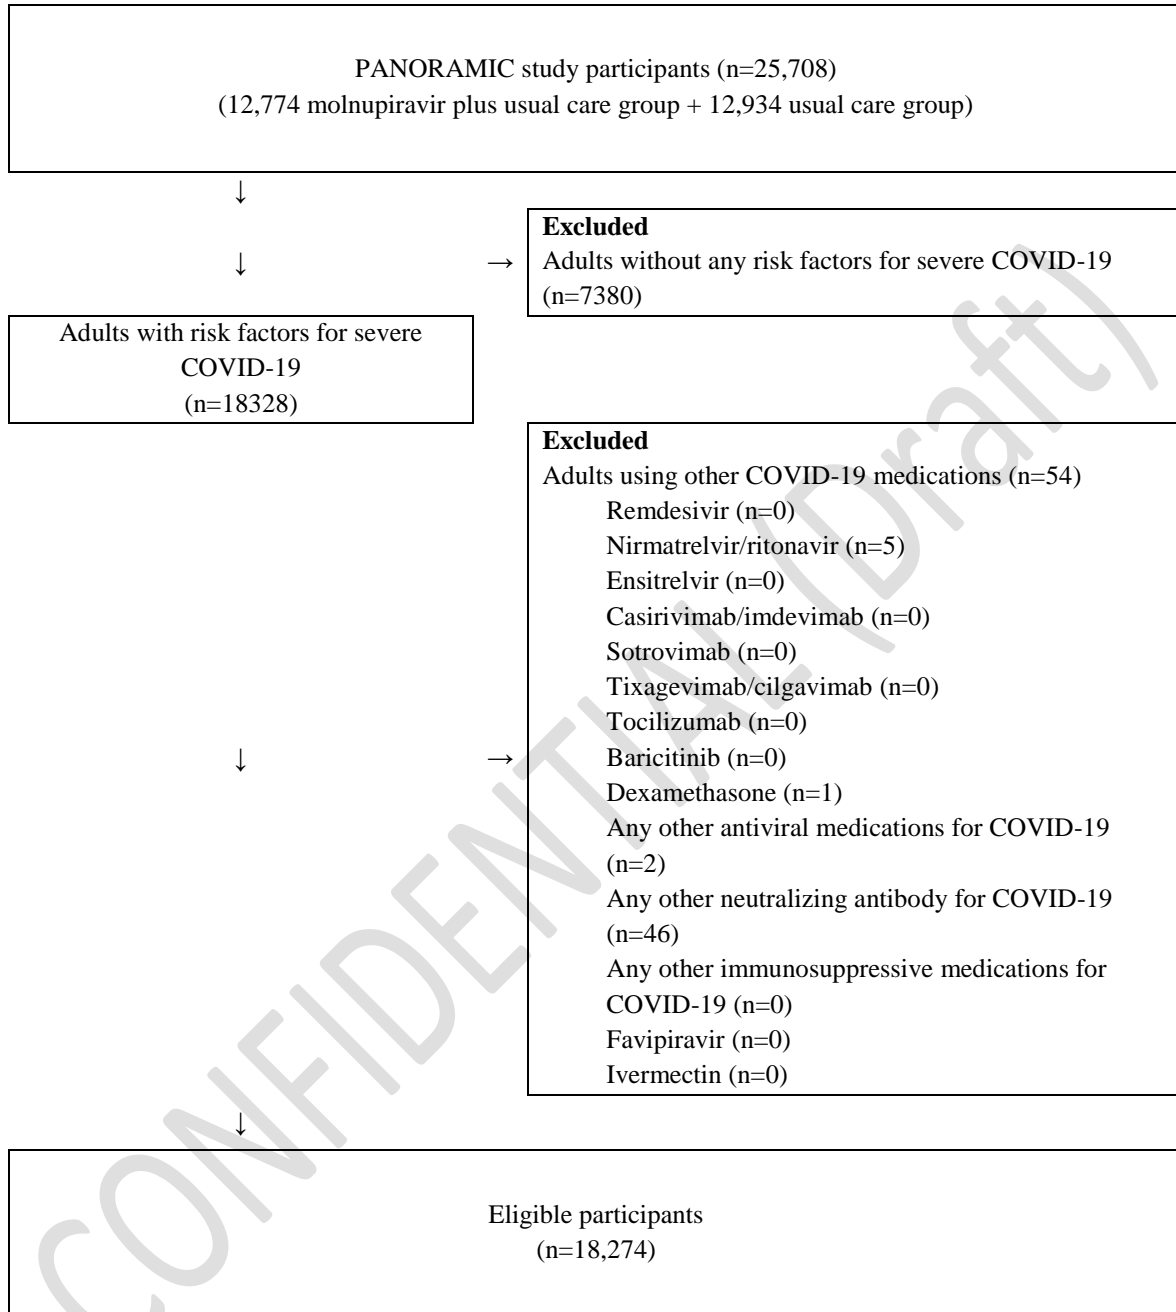 PANORAMIC study participants (n=25,708)
(12,774 molnupiravir plus usual care group + 12,934 usual care group)
↓
Excluded
↓ → Adults without any risk factors for severe COVID-19
(n=7380)
Adults with risk factors for severe
COVID-19
(n=18328)
Excluded
Adults using other COVID-19 medications (n=54)
Remdesivir (n=0)
Nirmatrelvir/ritonavir (n=5)
Ensitrelvir (n=0)
Casirivimab/imdevimab (n=0)
Sotrovimab (n=0)
Tixagevimab/cilgavimab (n=0)
Tocilizumab (n=0)
↓ → Baricitinib (n=0)
Dexamethasone (n=1)
Any other antiviral medications for COVID-19
(n=2)
Any other neutralizing antibody for COVID-19
(n=46)
Any other immunosuppressive medications for
COVID-19 (n=0)
Favipiravir (n=0)
Ivermectin (n=0)
↓
Eligible participants
(n=18,274)
CONFIDENTIAL (Draft)